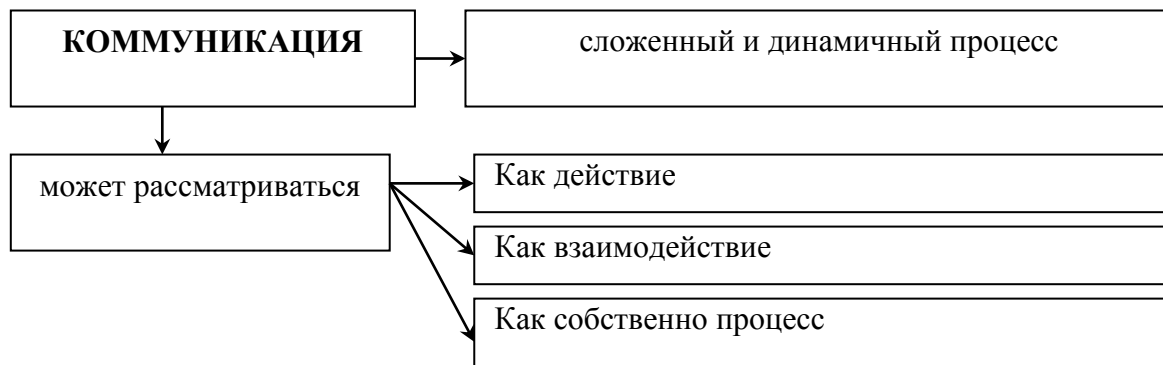 КОММУНИКАЦИЯ
сложенный и динамичный процесс
может рассматриваться
Как действие
Как взаимодействие
Как собственно процесс